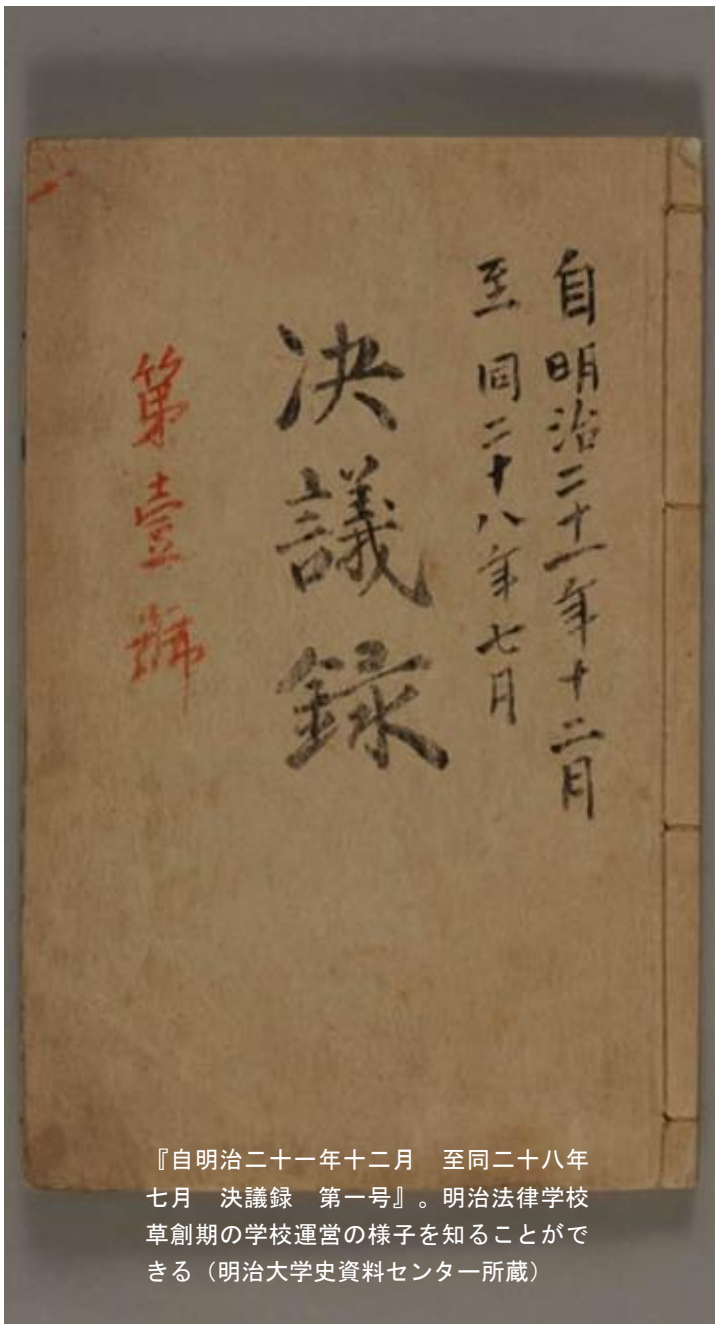 自明治二十一年十二月
至同二十八年七月
決議録
第壹號
『自明治二十一年十二月　至同二十八年
七月　決議録　第一号』。明治法律学校
草創期の学校運営の様子を知ることがで
きる（明治大学史資料センター所蔵）